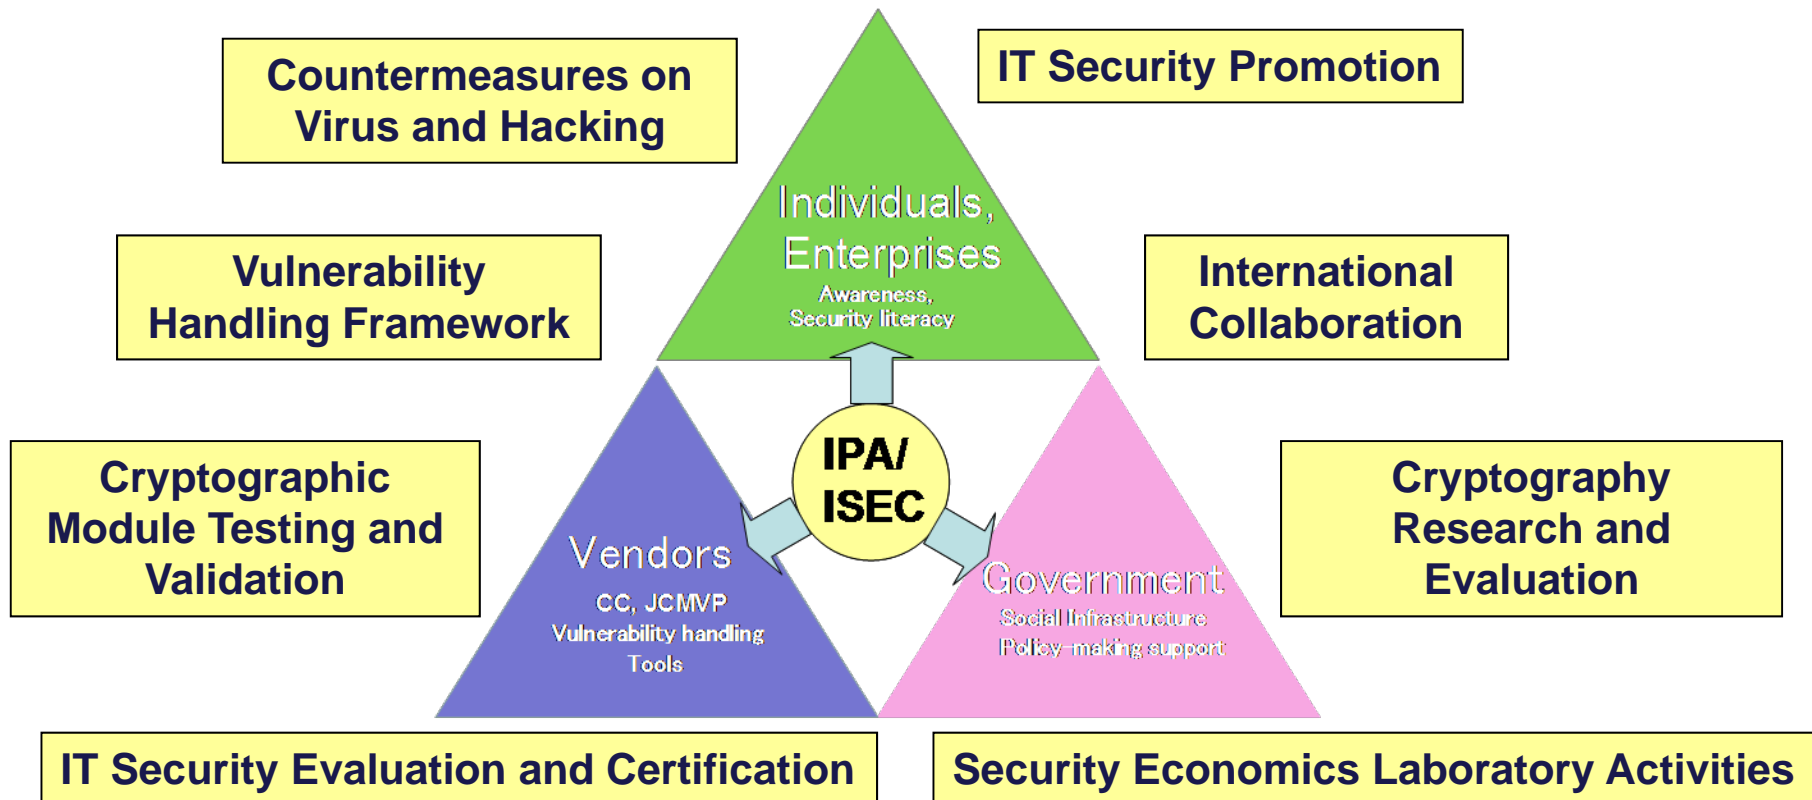 Countermeasures on
Virus and Hacking
IT Security Promotion
Individuals,
Enterprises
Awareness,
Security literacy
Vulnerability
Handling Framework
International
Collaboration
IPA/
ISEC
Cryptographic
Module Testing and
Validation
Cryptography
Research and
Evaluation
Vendors
CC, JCMVP
Vulnerability handling
Tools
Government
Social Infrastructure
Policy-making support
IT Security Evaluation and Certification
Security Economics Laboratory Activities